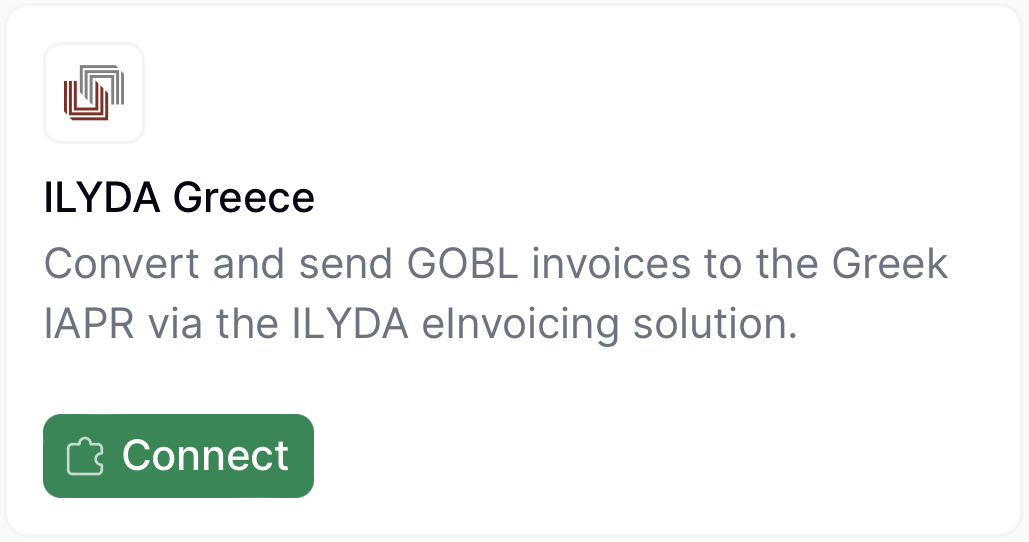 ILYDA Greece
Convert and send GOBL invoices to the Greek
IAPR via the ILYDA eInvoicing solution.
Connect